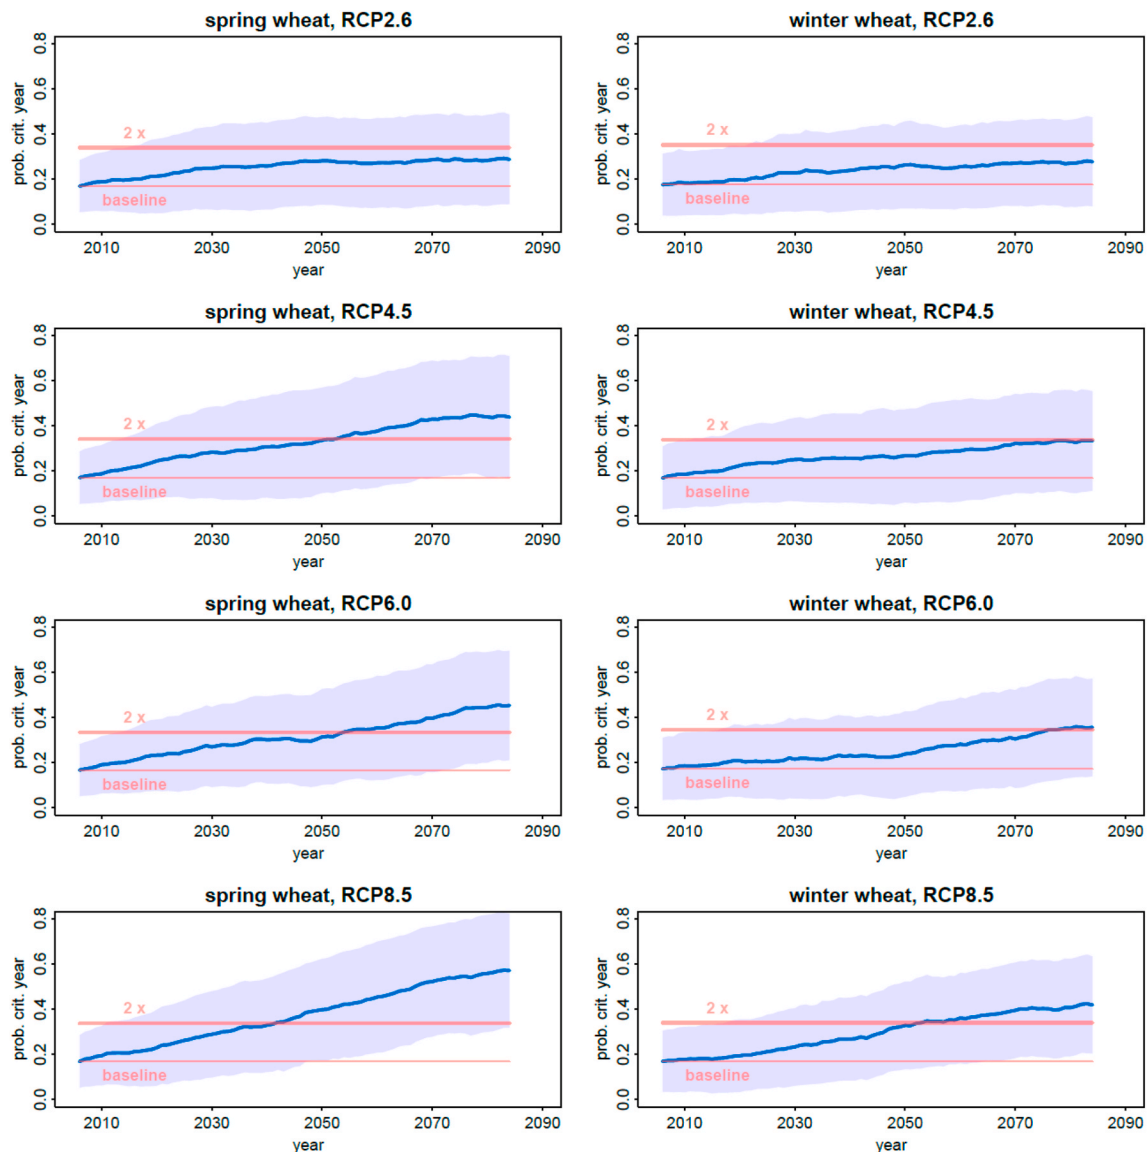 spring wheat, RCP2.6
prob. crit. year
0.0 0.2 0.4 0.6 0.8
2 x
baseline
2010 2030 2050 2070 2090
year
winter wheat, RCP2.6
prob. crit. year
0.0 0.2 0.4 0.6 0.8
2 x
baseline
2010 2030 2050 2070 2090
year
spring wheat, RCP4.5
prob. crit. year
0.0 0.2 0.4 0.6 0.8
2 x
baseline
2010 2030 2050 2070 2090
year
winter wheat, RCP4.5
prob. crit. year
0.0 0.2 0.4 0.6 0.8
2 x
baseline
2010 2030 2050 2070 2090
year
spring wheat, RCP6.0
prob. crit. year
0.0 0.2 0.4 0.6 0.8
2 x
baseline
2010 2030 2050 2070 2090
year
winter wheat, RCP6.0
prob. crit. year
0.0 0.2 0.4 0.6 0.8
2 x
baseline
2010 2030 2050 2070 2090
year
spring wheat, RCP8.5
prob. crit. year
0.0 0.2 0.4 0.6 0.8
2 x
baseline
2010 2030 2050 2070 2090
year
winter wheat, RCP8.5
prob. crit. year
0.0 0.2 0.4 0.6 0.8
2 x
baseline
2010 2030 2050 2070 2090
year